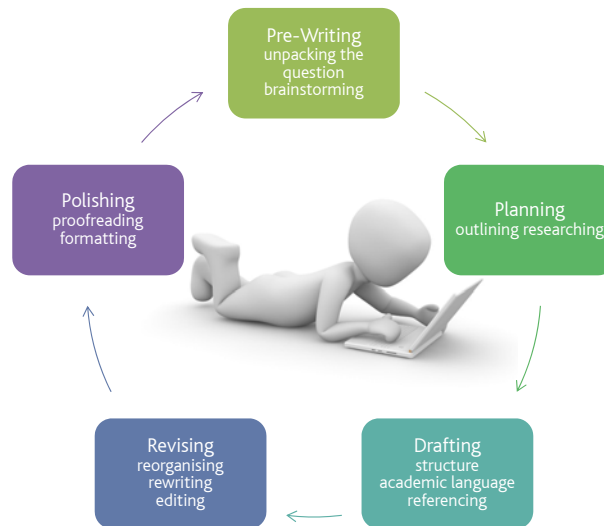 Pre-Writing
unpacking the
question
brainstorming
Planning
outlining researching
Drafting
structure
academic language
referencing
Revising
reorganising
rewriting
editing
Polishing
proofreading
formatting